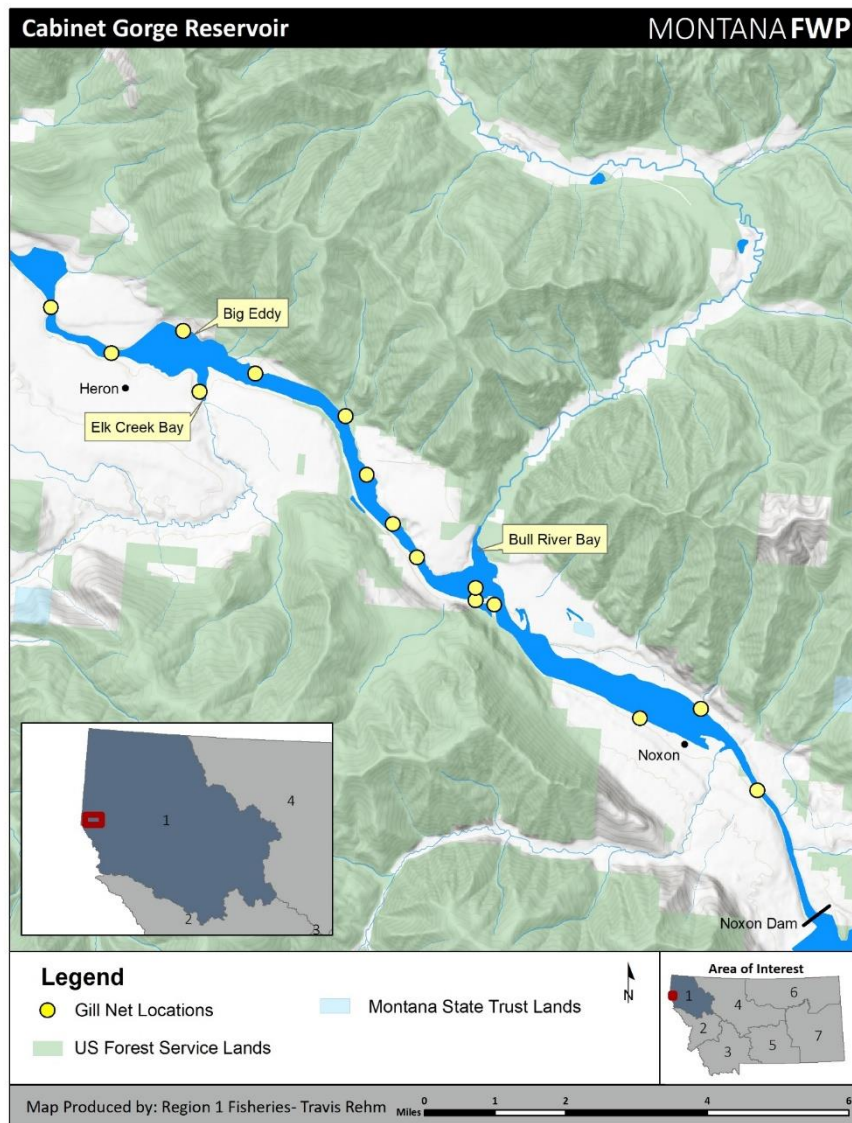 Cabinet Gorge Reservoir
MONTANA FWP
Big Eddy
Heron
Elk Creek Bay
Bull River Bay
Noxon
Noxon Dam
4
1
2
3
Legend
Gill Net Locations
Montana State Trust Lands
US Forest Service Lands
N
Area of Interest
1
4
6
2
5
7
3
Map Produced by: Region 1 Fisheries- Travis Rehm
0 1 2 4 6
Miles